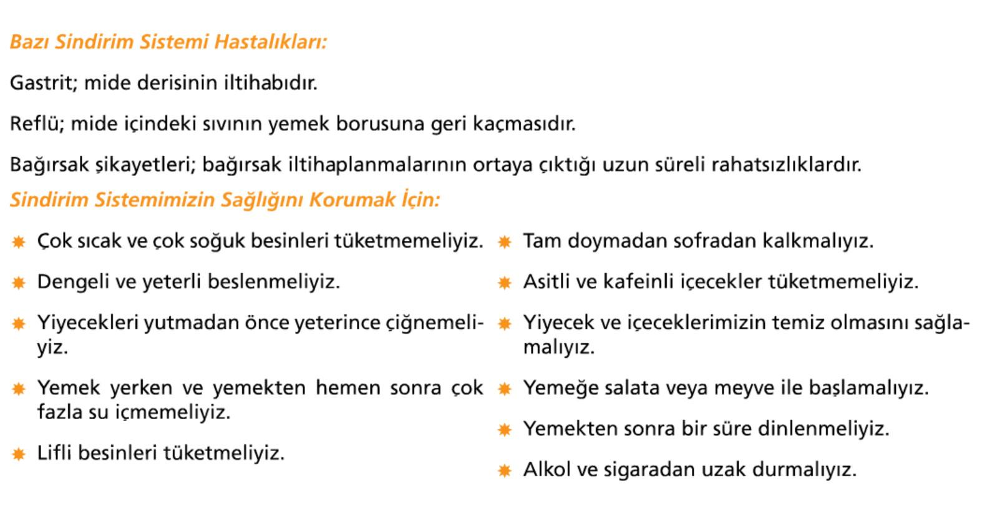 Bazı Sindirim Sistemi Hastalıkları:
Gastrit; mide derisinin iltihabıdır.
Reflü; mide içindeki sıvının yemek borusuna geri kaçmasıdır.
Bağırsak şikayetleri; bağırsak iltihaplanmalarının ortaya çıktığı uzun süreli rahatsızlıklardır.
Sindirim Sistemimizin Sağlığını Korumak İçin:
Çok sıcak ve çok soğuk besinleri tüketmemeliyiz.
Dengeli ve yeterli beslenmeliyiz.
Yiyecekleri yutmadan önce yeterince çiğnemeli-
yiz.
Yemek yerken ve yemekten hemen sonra çok
fazla su içmemeliyiz.
Lifli besinleri tüketmeliyiz.
Tam doymadan sofradan kalkmalıyız.
Asitli ve kafeinli içecekler tüketmemeliyiz.
Yiyecek ve içeceklerimizin temiz olmasını sağla-
malıyız.
Yemeğe salata veya meyve ile başlamalıyız.
Yemekten sonra bir süre dinlenmeliyiz.
Alkol ve sigaradan uzak durmalıyız.